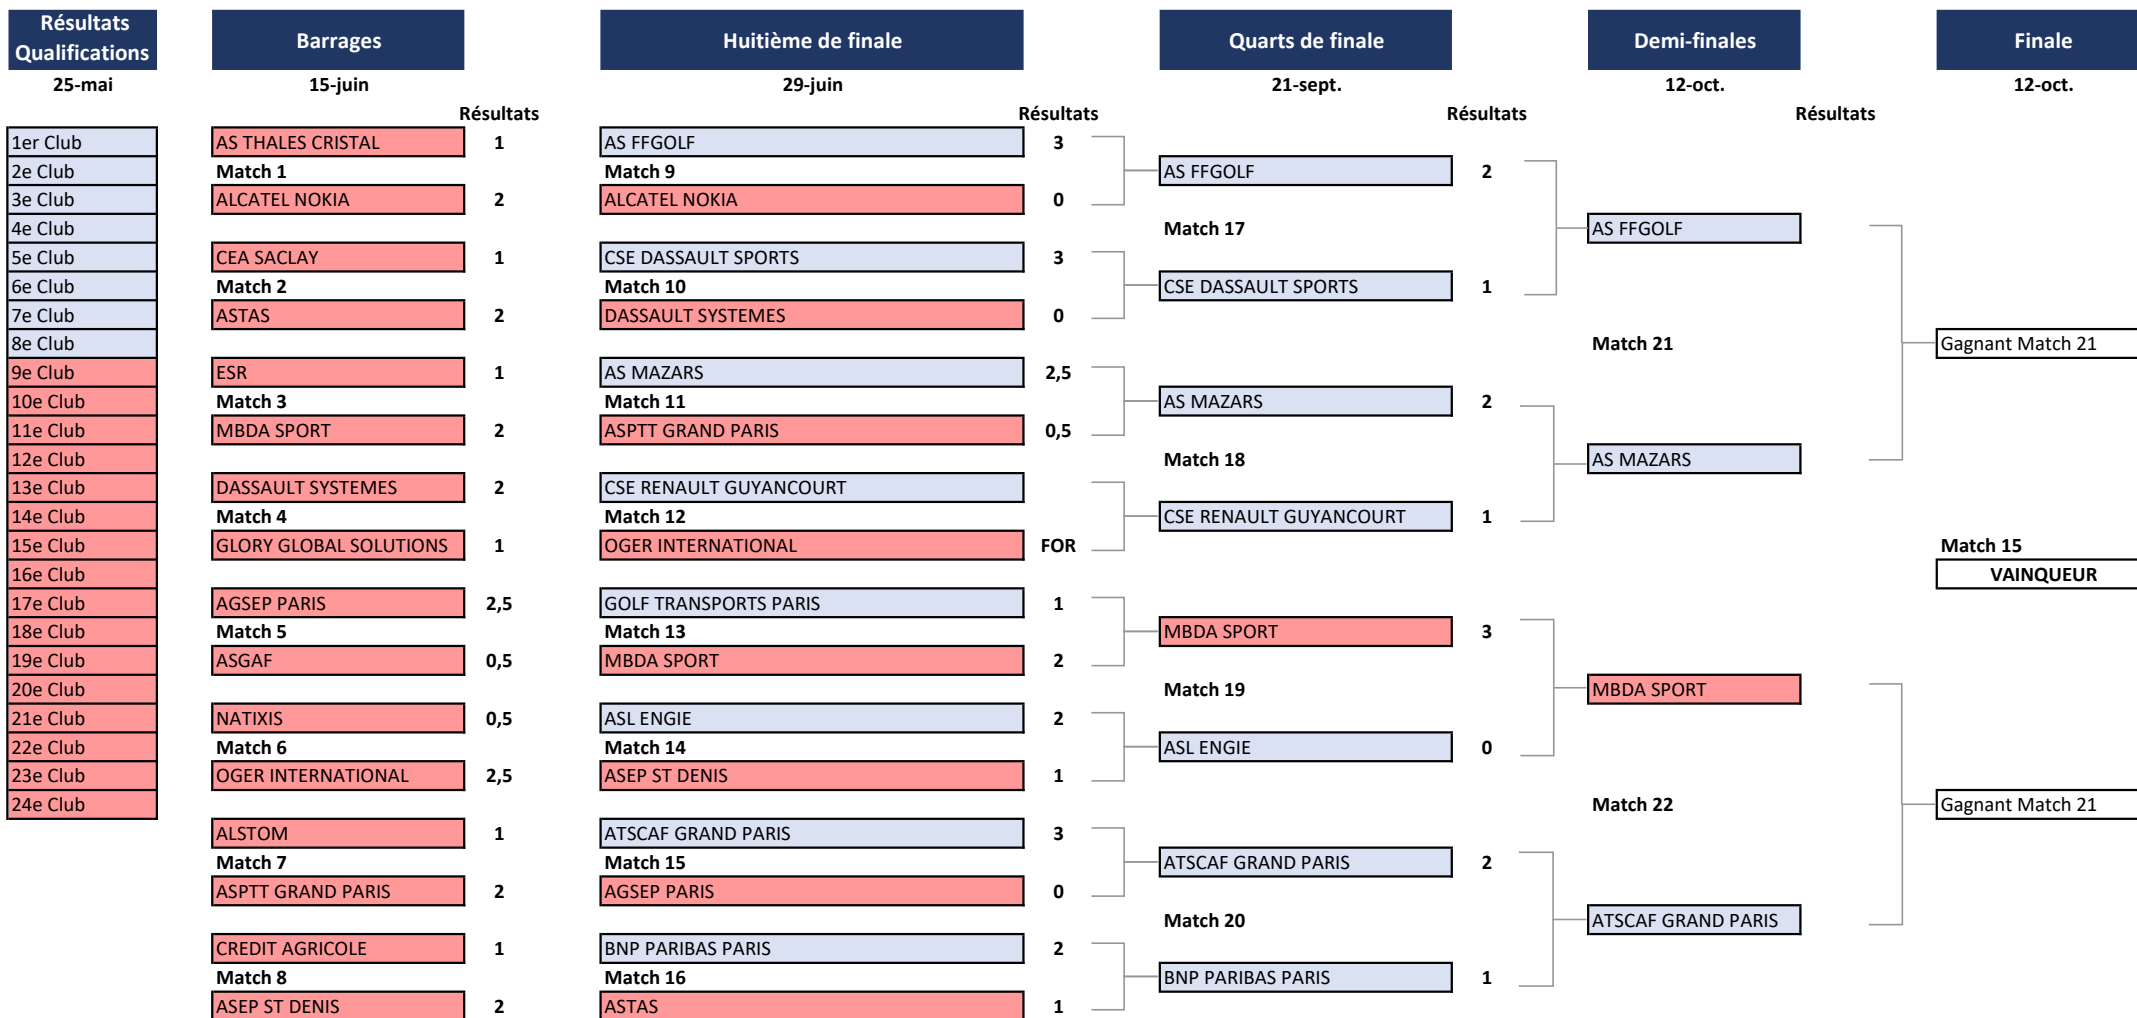 Résultats Qualifications Barrages Huitième de finale Quarts de finale Demi-finales Finale
25-mai 15-juin 29-juin 21-sept. 12-oct. 12-oct.
Résultats Résultats Résultats Résultats
1er Club AS THALES CRISTAL 1 AS FFGOLF 3
2e Club Match 1 Match 9 AS FFGOLF 2
3e Club ALCATEL NOKIA 2 ALCATEL NOKIA 0
4e Club Match 17 AS FFGOLF
5e Club CEA SACLAY 1 CSE DASSAULT SPORTS 3
6e Club Match 2 Match 10 CSE DASSAULT SPORTS 1
7e Club ASTAS 2 DASSAULT SYSTEMES 0
8e Club Match 21 Gagnant Match 21
9e Club ESR 1 AS MAZARS 2,5
10e Club Match 3 Match 11 AS MAZARS 2
11e Club MBDA SPORT 2 ASPTT GRAND PARIS 0,5
12e Club Match 18 AS MAZARS
13e Club DASSAULT SYSTEMES 2 CSE RENAULT GUYANCOURT
14e Club Match 4 Match 12 CSE RENAULT GUYANCOURT 1
15e Club GLORY GLOBAL SOLUTIONS 1 OGER INTERNATIONAL FOR Match 15
16e Club VAINQUEUR
17e Club AGSEP PARIS 2,5 GOLF TRANSPORTS PARIS 1
18e Club Match 5 Match 13 MBDA SPORT 3
19e Club ASGAF 0,5 MBDA SPORT 2
20e Club Match 19 MBDA SPORT
21e Club NATIXIS 0,5 ASL ENGIE 2
22e Club Match 6 Match 14 ASL ENGIE 0
23e Club OGER INTERNATIONAL 2,5 ASEP ST DENIS 1
24e Club Match 22 Gagnant Match 21
ALSTOM 1 ATSCAF GRAND PARIS 3
Match 7 Match 15 ATSCAF GRAND PARIS 2
ASPTT GRAND PARIS 2 AGSEP PARIS 0
Match 20 ATSCAF GRAND PARIS
CREDIT AGRICOLE 1 BNP PARIBAS PARIS 2
Match 8 Match 16 BNP PARIBAS PARIS 1
ASEP ST DENIS 2 ASTAS 1